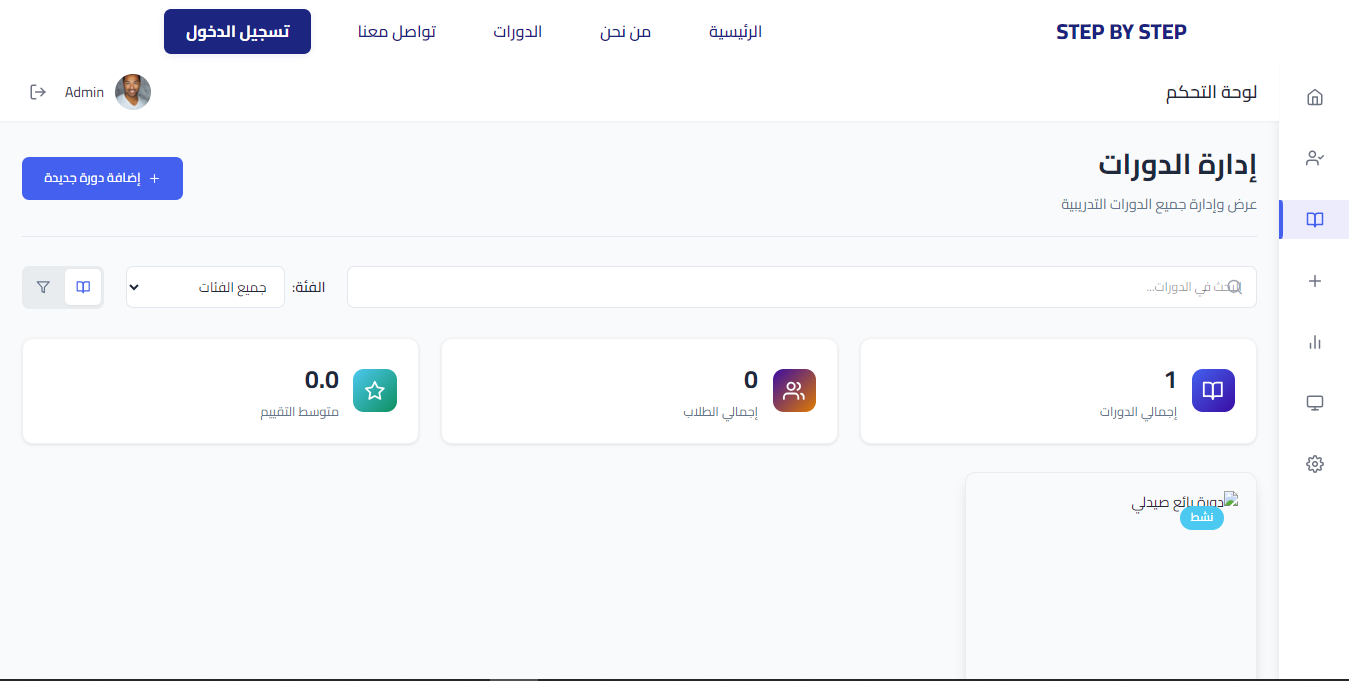 STEP BY STEP
الرئيسية
من نحن
الدورات
تواصل معنا
تسجيل الدخول
لوحة التحكم
Admin
إدارة الدورات
عرض وإدارة جميع الدورات التدريبية
+ إضافة دورة جديدة
ابحث في الدورات...
الفئة:
جميع الفئات
1
إجمالي الدورات
0
إجمالي الطلاب
0.0
متوسط التقييم
دورة بائع صيدلي
نشط